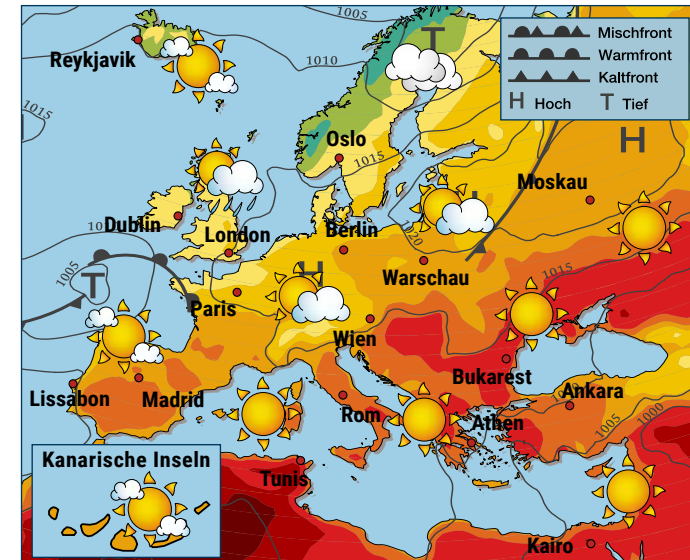 1005
Mischfront
Warmfront
Kaltfront
H Hoch T Tief
T
Reykjavik
1010
1015
Oslo
1015
H
Moskau
Dublin
London
Berlin
1005
T
H
Warschau
1015
Paris
Wien
Bukarest
Lissabon
Madrid
Rom
Athen
Ankara
1005
1000
Kanarische Inseln
Tunis
Kairo